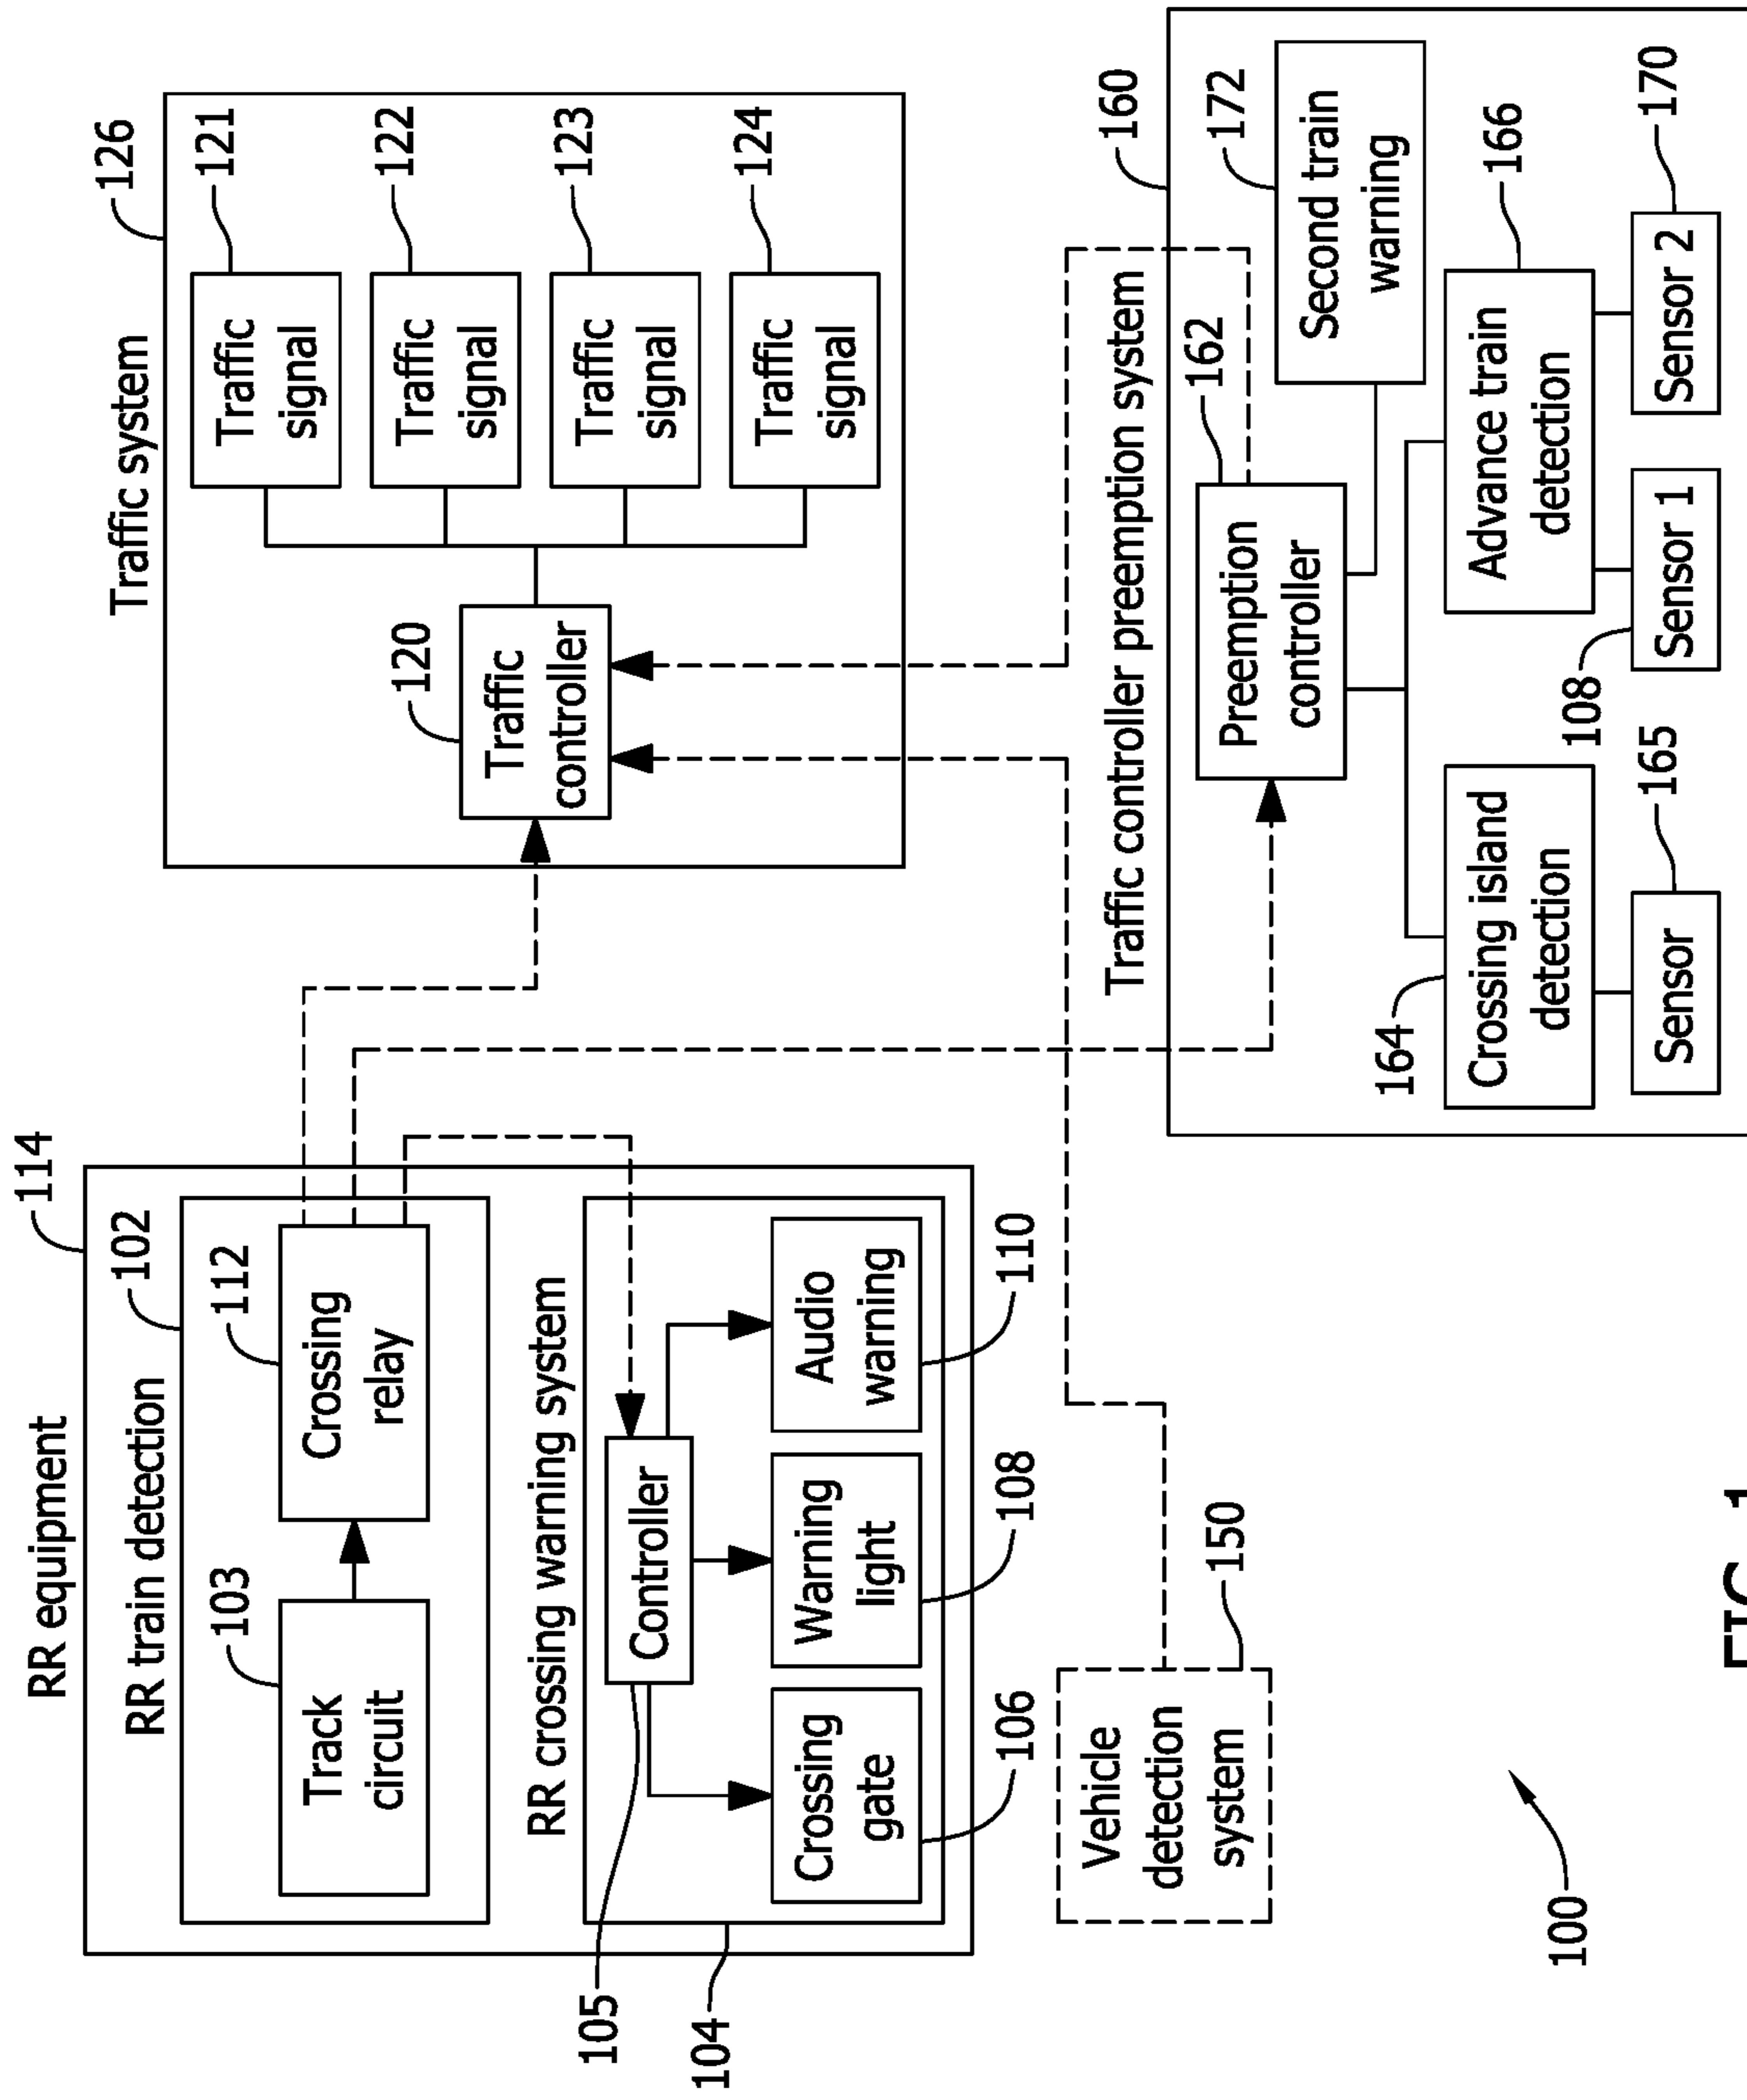 RR equipment
114
RR train detection
102
103
Track
circuit
112
Crossing
relay
RR crossing warning system
105
104
Controller
Crossing
gate
106
Warning
light
108
Audio
warning
110
Traffic system
126
120
Traffic
controller
Traffic
signal
121
Traffic
signal
122
Traffic
signal
123
Traffic
signal
124
Vehicle
detection
system
150
Traffic controller preemption system
160
162
Preemption
controller
172
Second train
warning
164
Crossing island
detection
Sensor
165
166
Advance train
detection
108
Sensor 1
Sensor 2
170
100
FIG. 1